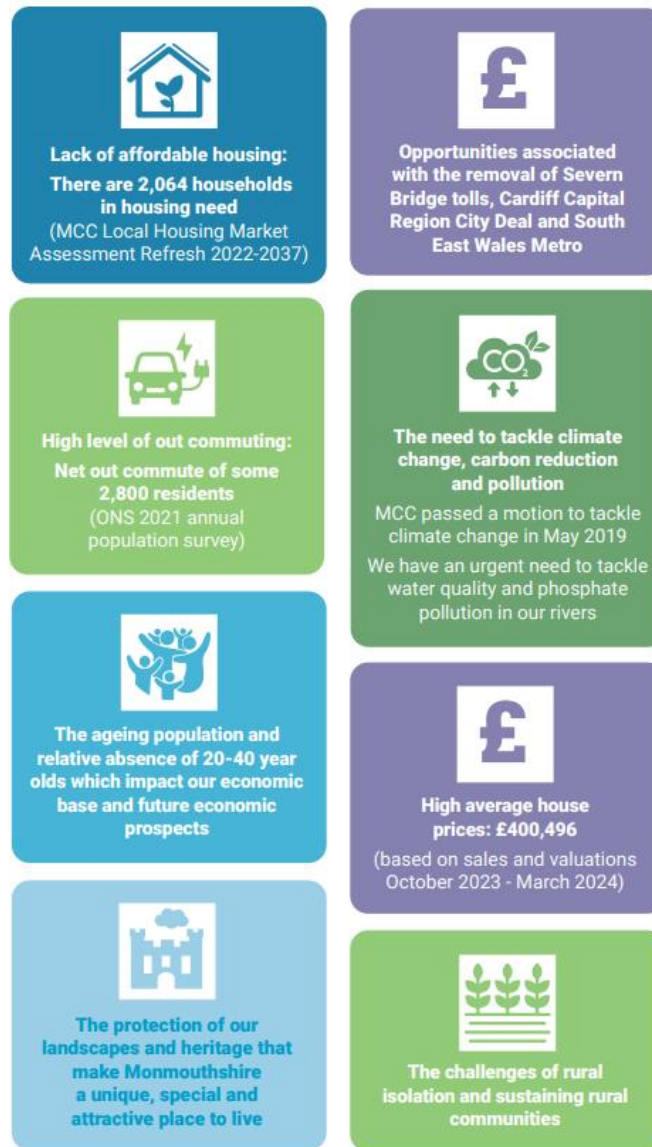 Lack of affordable housing:
There are 2,064 households
in housing need
(MCC Local Housing Market
Assessment Refresh 2022-2037)
£
Opportunities associated
with the removal of Severn
Bridge tolls, Cardiff Capital
Region City Deal and South
East Wales Metro
High level of out commuting:
Net out commute of some
2,800 residents
(ONS 2021 annual
population survey)
CO2
The need to tackle climate
change, carbon reduction
and pollution
MCC passed a motion to tackle
climate change in May 2019
We have an urgent need to tackle
water quality and phosphate
pollution in our rivers
The ageing population and
relative absence of 20-40 year
olds which impact our economic
base and future economic
prospects
£
High average house
prices: £400,496
(based on sales and valuations
October 2023 - March 2024)
The protection of our
landscapes and heritage that
make Monmouthshire
a unique, special and
attractive place to live
The challenges of rural
isolation and sustaining rural
communities